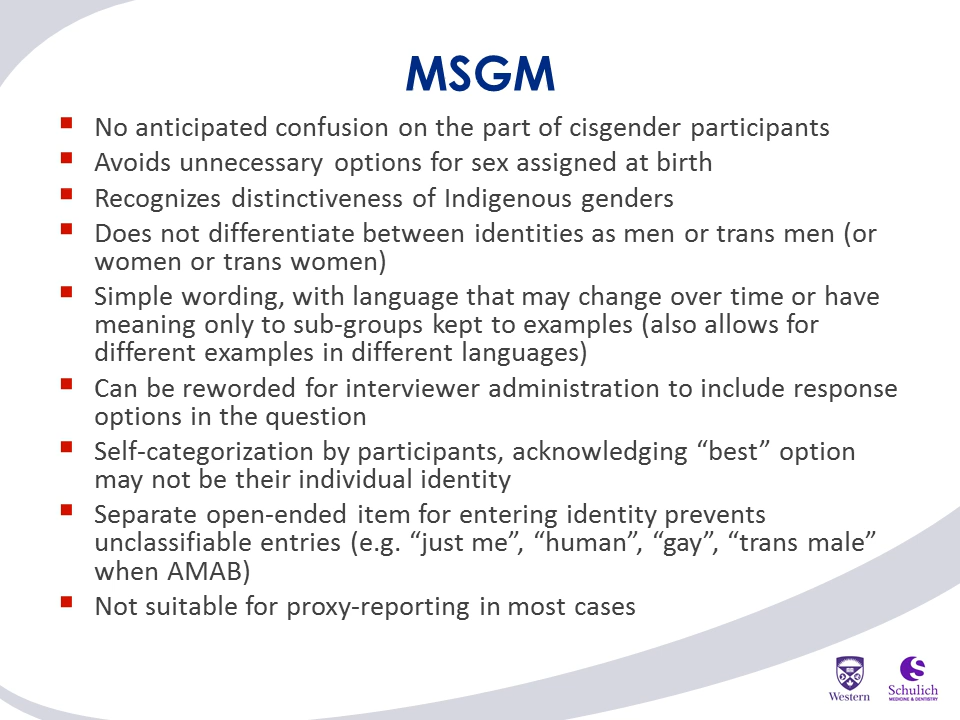 MSGM
No anticipated confusion on the part of cisgender participants
Avoids unnecessary options for sex assigned at birth
Recognizes distinctiveness of Indigenous genders
Does not differentiate between identities as men or trans men (or
women or trans women)
Simple wording, with language that may change over time or have
meaning only to sub-groups kept to examples (also allows for
different examples in different languages)
Can be reworded for interviewer administration to include response
options in the question
Self-categorization by participants, acknowledging “best” option
may not be their individual identity
Separate open-ended item for entering identity prevents
unclassifiable entries (e.g. “just me”, “human”, “gay”, “trans male”
when AMAB)
Not suitable for proxy-reporting in most cases
Western
Schulich
MEDICINE & DENTISTRY